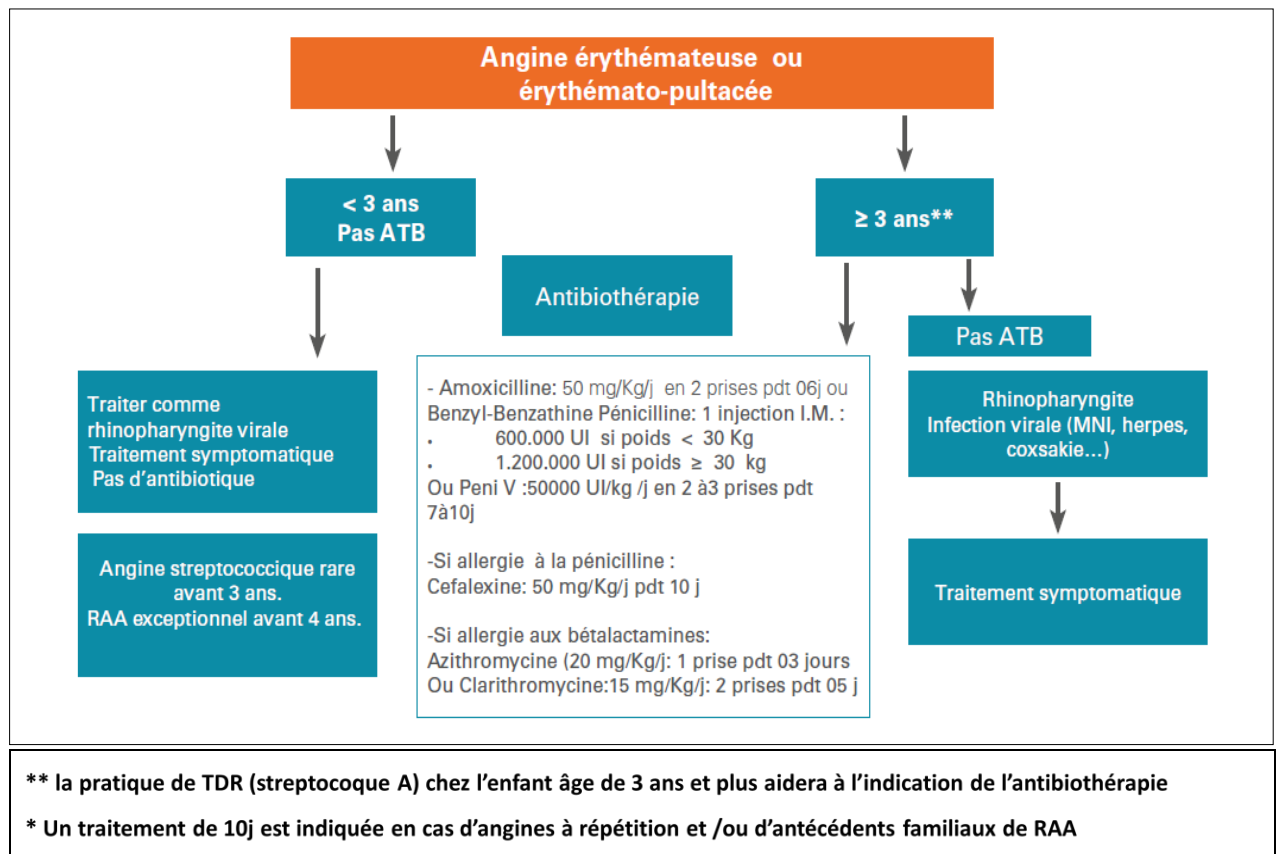 Angine érythémateuse ou
érythémato-pultacée
< 3 ans
Pas ATB
≥ 3 ans**
Antibiothérapie
Pas ATB
Traiter comme
rhinopharyngite virale
Traitement symptomatique
Pas d'antibiotique
Angine streptococcique rare
avant 3 ans.
RAA exceptionnel avant 4 ans.
- Amoxicilline: 50 mg/Kg/j en 2 prises pdt 06j ou
Benzyl-Benzathine Pénicilline: 1 injection I.M. :
. 600.000 UI si poids < 30 Kg
. 1.200.000 UI si poids ≥ 30 kg
Ou Peni V :50000 UI/kg /j en 2 à3 prises pdt
7à10j
-Si allergie à la pénicilline :
Cefalexine: 50 mg/Kg/j pdt 10 j
-Si allergie aux bétalactamines:
Azithromycine (20 mg/Kg/j: 1 prise pdt 03 jours
Ou Clarithromycine:15 mg/Kg/j: 2 prises pdt 05 j
Rhinopharyngite
Infection virale (MNI, herpes,
coxsakie...)
Traitement symptomatique
** la pratique de TDR (streptocoque A) chez l'enfant âge de 3 ans et plus aidera à l'indication de l'antibiothérapie
* Un traitement de 10j est indiquée en cas d'angines à répétition et /ou d'antécédents familiaux de RAA